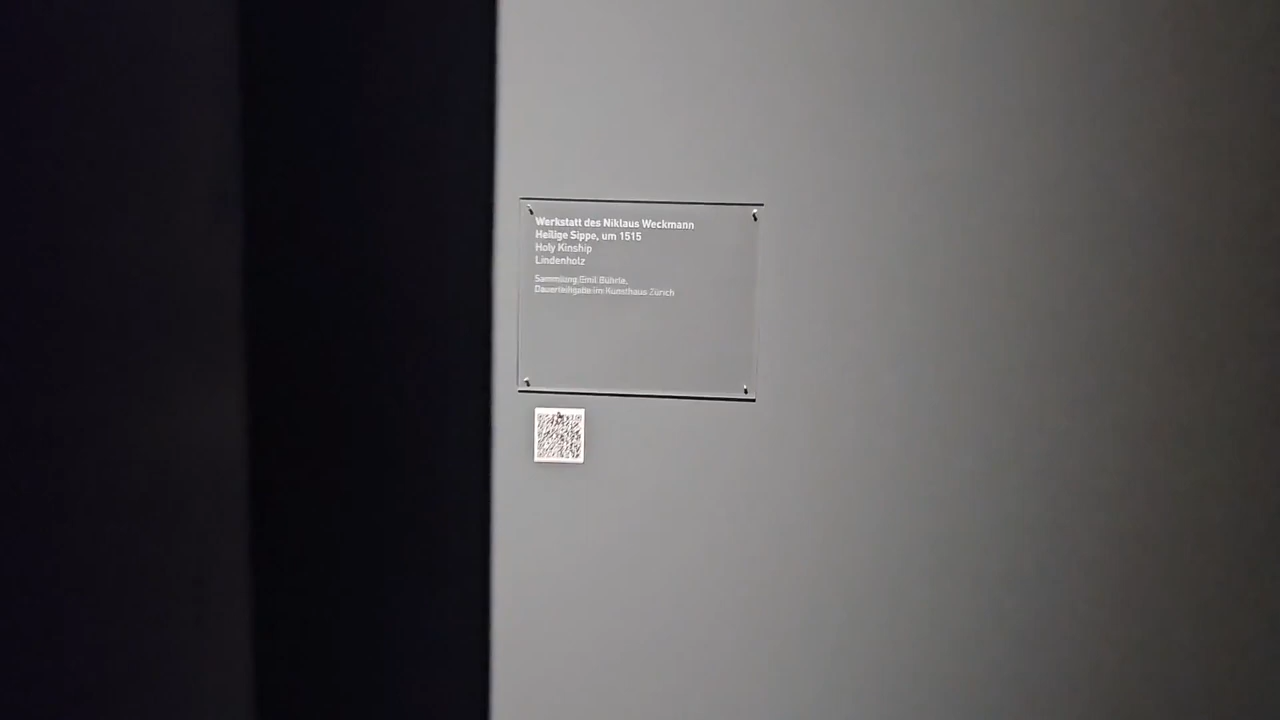 Werkstatt des Niklaus Weckmann
Heilige Sippe, um 1515
Holy Kinship
Lindenholz
Sammlung Emil Bührle,
Dauerleihgabe im Kunsthaus Zürich